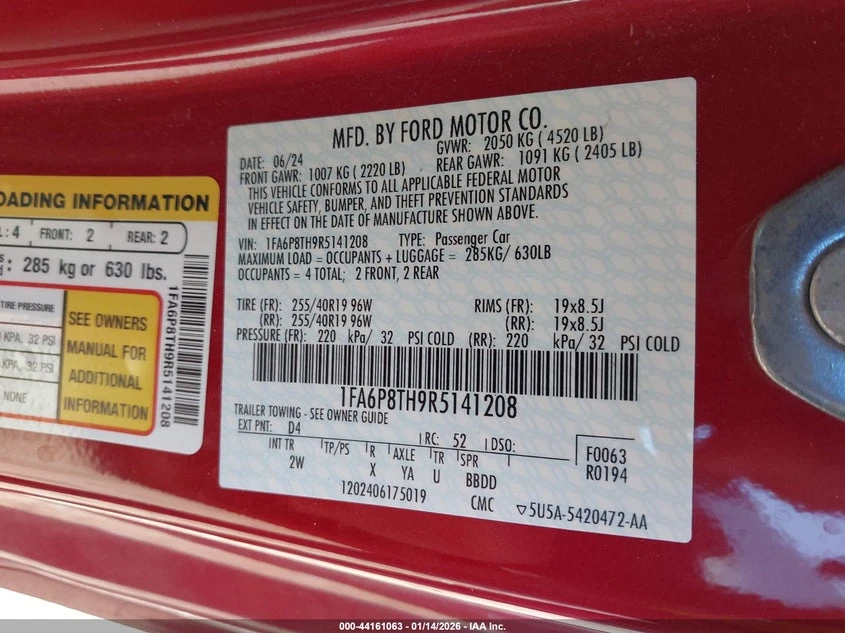 OADING INFORMATION
: 4 FRONT: 2 REAR: 2
: 285 kg or 630 lbs.
TIRE PRESSURE
KPA, 32 PSI
KPA, 32 PSI
NONE
SEE OWNERS
MANUAL FOR
ADDITIONAL
INFORMATION
1FA6P8TH9R5141208
MFD. BY FORD MOTOR CO.
DATE: 06/24 GVWR: 2050 KG ( 4520 LB)
FRONT GAWR: 1007 KG ( 2220 LB) REAR GAWR: 1091 KG ( 2405 LB)
THIS VEHICLE CONFORMS TO ALL APPLICABLE FEDERAL MOTOR
VEHICLE SAFETY, BUMPER, AND THEFT PREVENTION STANDARDS
IN EFFECT ON THE DATE OF MANUFACTURE SHOWN ABOVE.
VIN: 1FA6P8TH9R5141208 TYPE: Passenger Car
MAXIMUM LOAD = OCCUPANTS + LUGGAGE = 285KG/ 630LB
OCCUPANTS = 4 TOTAL; 2 FRONT, 2 REAR
TIRE (FR): 255/40R19 96W RIMS (FR): 19x8.5J
(RR): 255/40R19 96W (RR): 19x8.5J
PRESSURE (FR): 220 kPa/ 32 PSI COLD (RR): 220 kPa/ 32 PSI COLD
1FA6P8TH9R5141208
TRAILER TOWING - SEE OWNER GUIDE
EXT PNT: D4 RC: 52 DSO: F0063
INT TR TP/PS R AXLE TR SPR R0194
2W X YA U BBDD
1202406175019 CMC ▽5U5A-5420472-AA
000-44161063 - 01/14/2026 - IAA Inc.